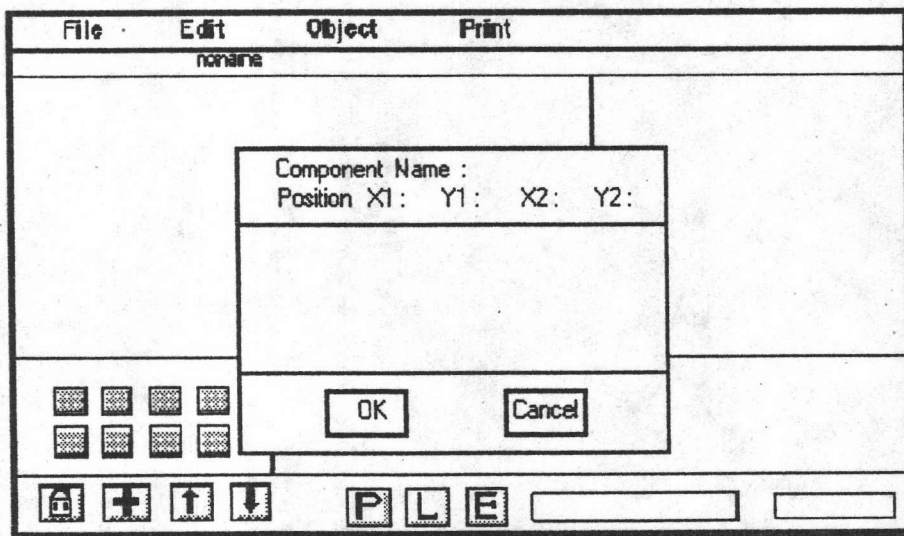 File Edit Object Print
noname
Component Name :
Position X1: Y1: X2: Y2:
OK Cancel
P L E